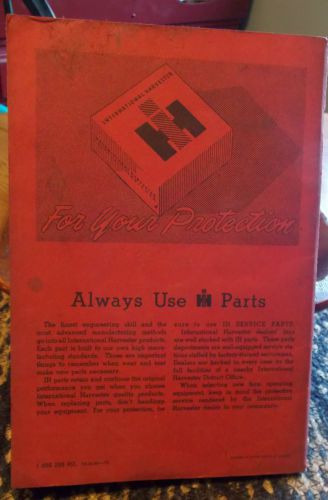 INTERNATIONAL HARVESTER
For Your Protection
Always Use IH Parts
The finest engineering skill and the
most advanced manufacturing methods
go into all International Harvester products.
Each part is built to our own high manu-
facturing standards. These are important
things to remember when wear and tear
make new parts necessary.
IH parts retain and continue the original
performance you get when you choose
International Harvester quality products.
When replacing parts, don't handicap
your equipment. For your protection, be
sure to use IH SERVICE PARTS.
International Harvester dealers' bins
are well stocked with IH parts. These parts
depositories are well-equipped service sta-
tions staffed by factory-trained servicemen.
Dealers are backed in every case by the
full facilities of a nearby International
Harvester District Office.
When selecting new farm operating
equipment, keep in mind the protective
service rendered by the International
Harvester dealer in your community.